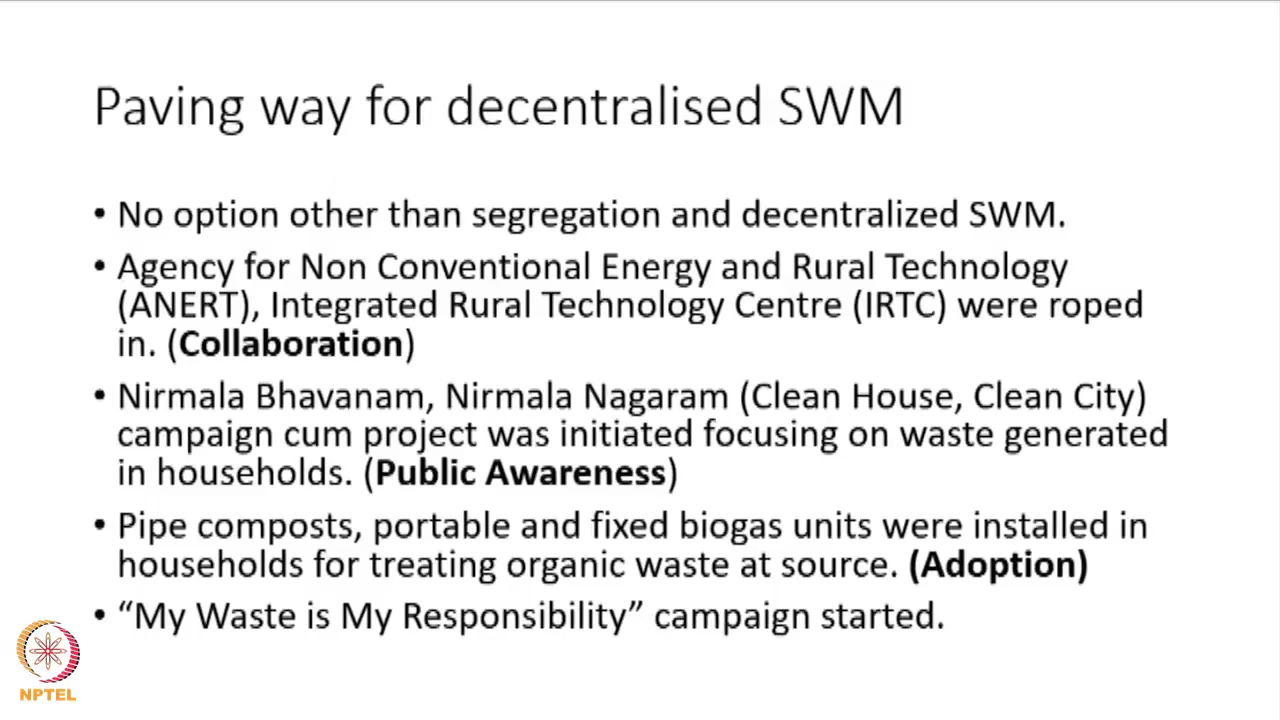 Paving way for decentralised SWM
• No option other than segregation and decentralized SWM.
• Agency for Non Conventional Energy and Rural Technology
(ANERT), Integrated Rural Technology Centre (IRTC) were roped
in. (Collaboration)
• Nirmala Bhavanam, Nirmala Nagaram (Clean House, Clean City)
campaign cum project was initiated focusing on waste generated
in households. (Public Awareness)
• Pipe composts, portable and fixed biogas units were installed in
households for treating organic waste at source. (Adoption)
• “My Waste is My Responsibility” campaign started.
NPTEL